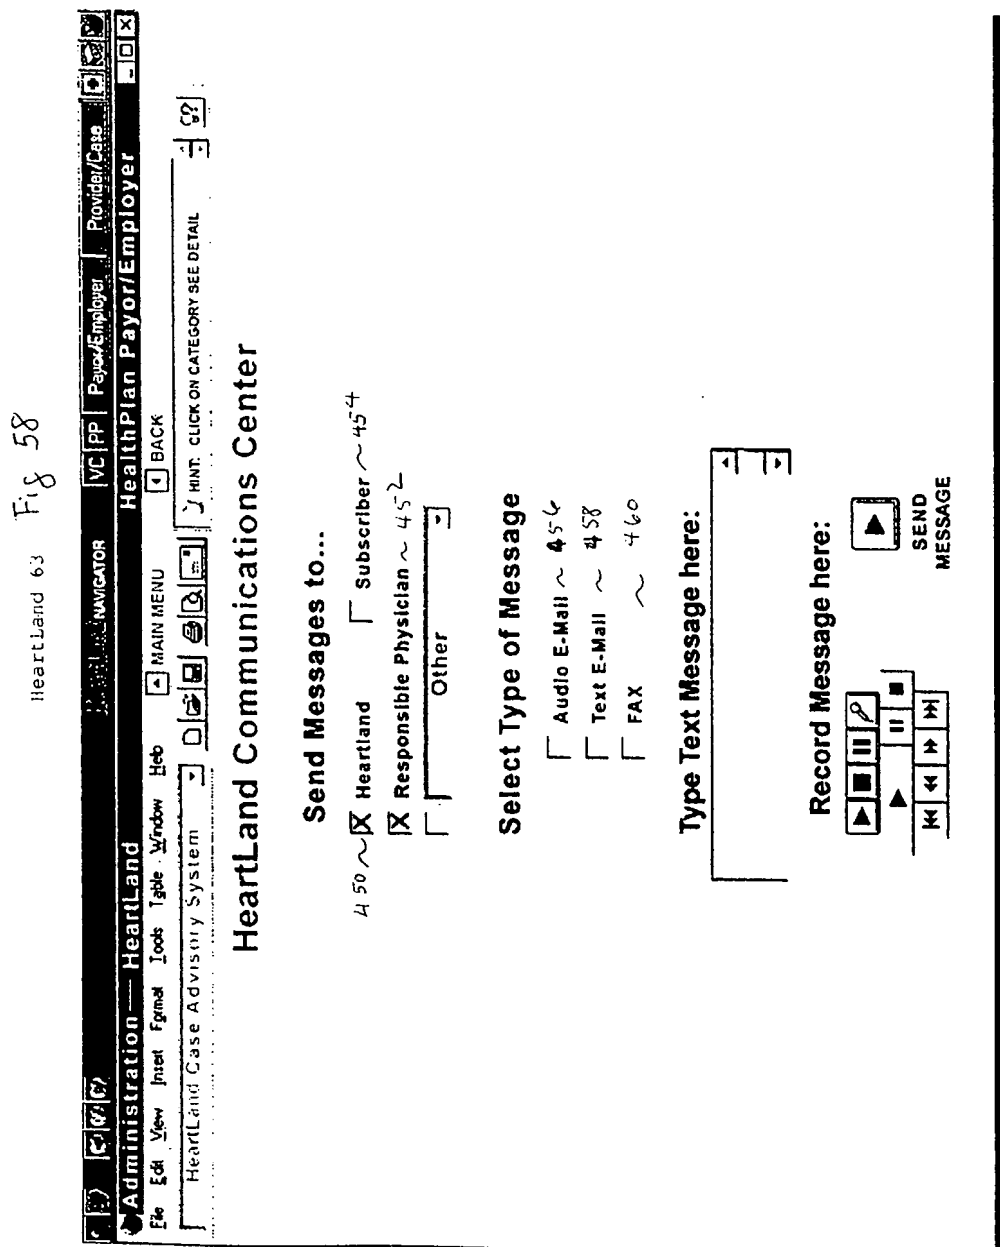 HeartLand 63 Fig 58
NAVIGATOR VC PP Payor/Employer Provider/Case
Administration HeartLand HealthPlan Payor/Employer
File Edit View Insert Format Tools Table Window Help MAIN MENU BACK
HeartLand Case Advisory System HINT: CLICK ON CATEGORY SEE DETAIL
HeartLand Communications Center
Send Messages to...
450 ~ Heartland Subscriber ~ 454
Responsible Physician ~ 452
Other
Select Type of Message
Audio E-Mail ~ 456
Text E-Mail ~ 458
FAX ~ 460
Type Text Message here:
Record Message here:
SEND
MESSAGE